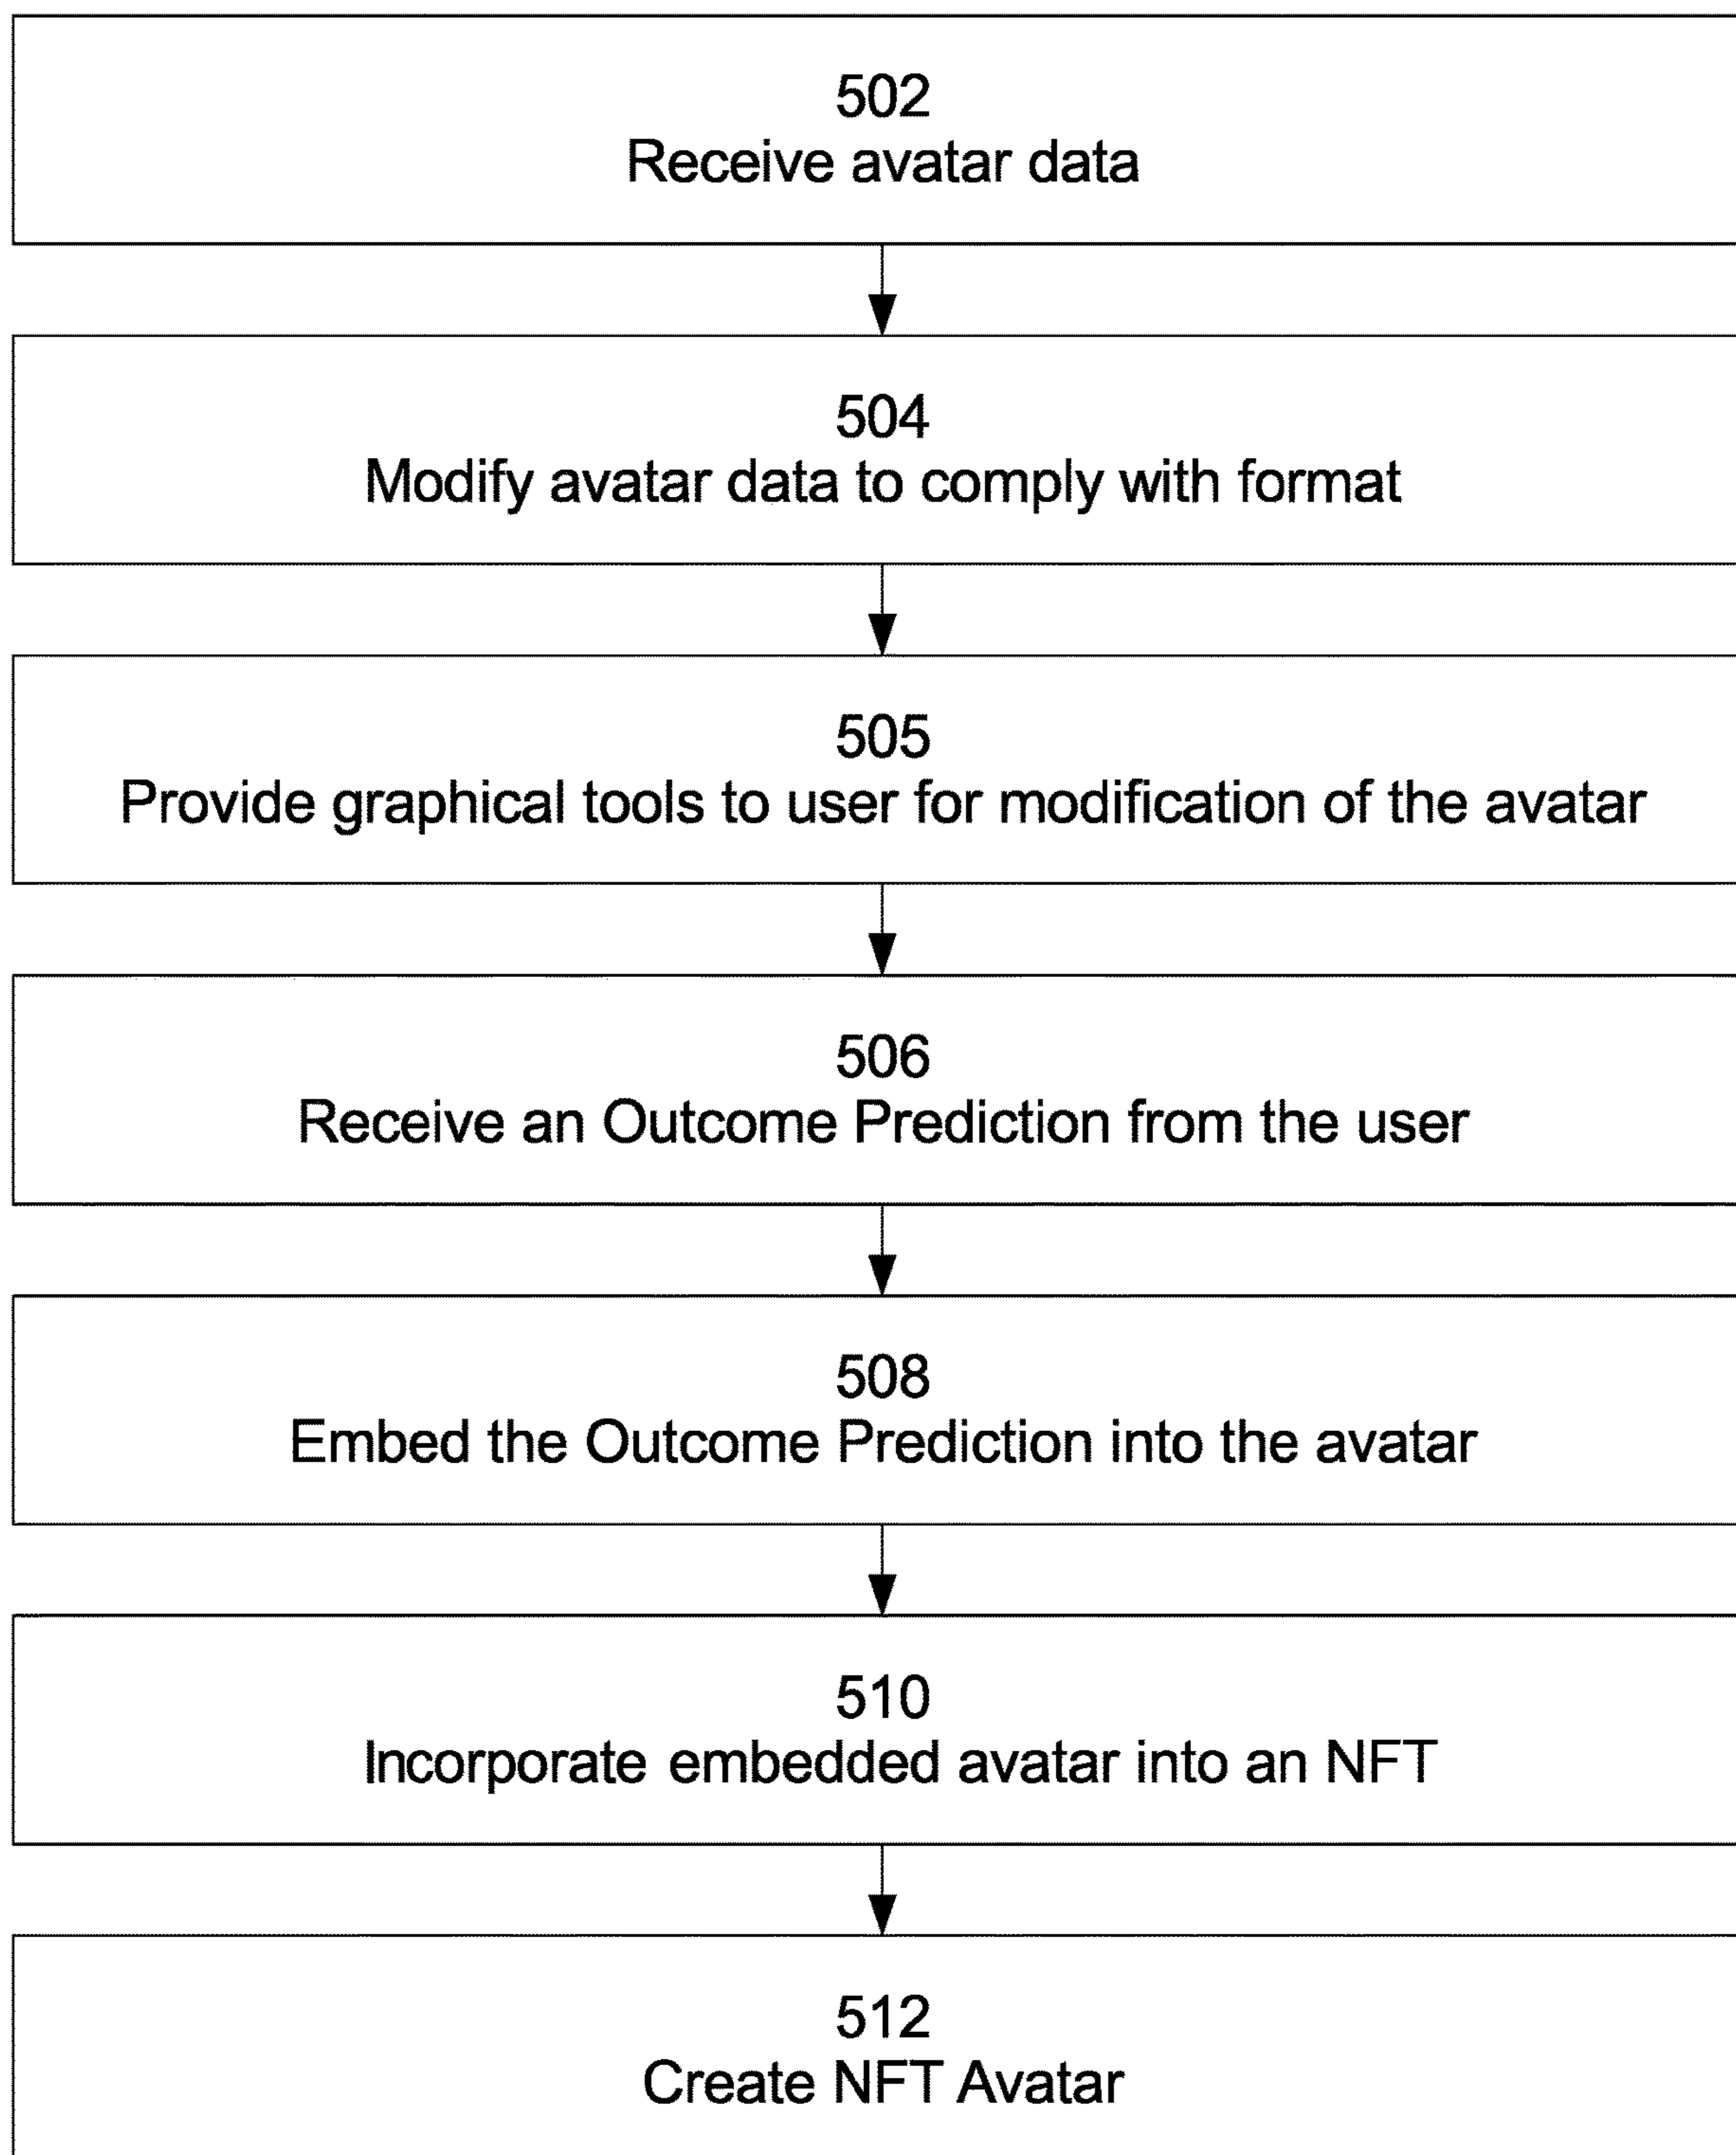 502
Receive avatar data
504
Modify avatar data to comply with format
505
Provide graphical tools to user for modification of the avatar
506
Receive an Outcome Prediction from the user
508
Embed the Outcome Prediction into the avatar
510
Incorporate embedded avatar into an NFT
512
Create NFT Avatar